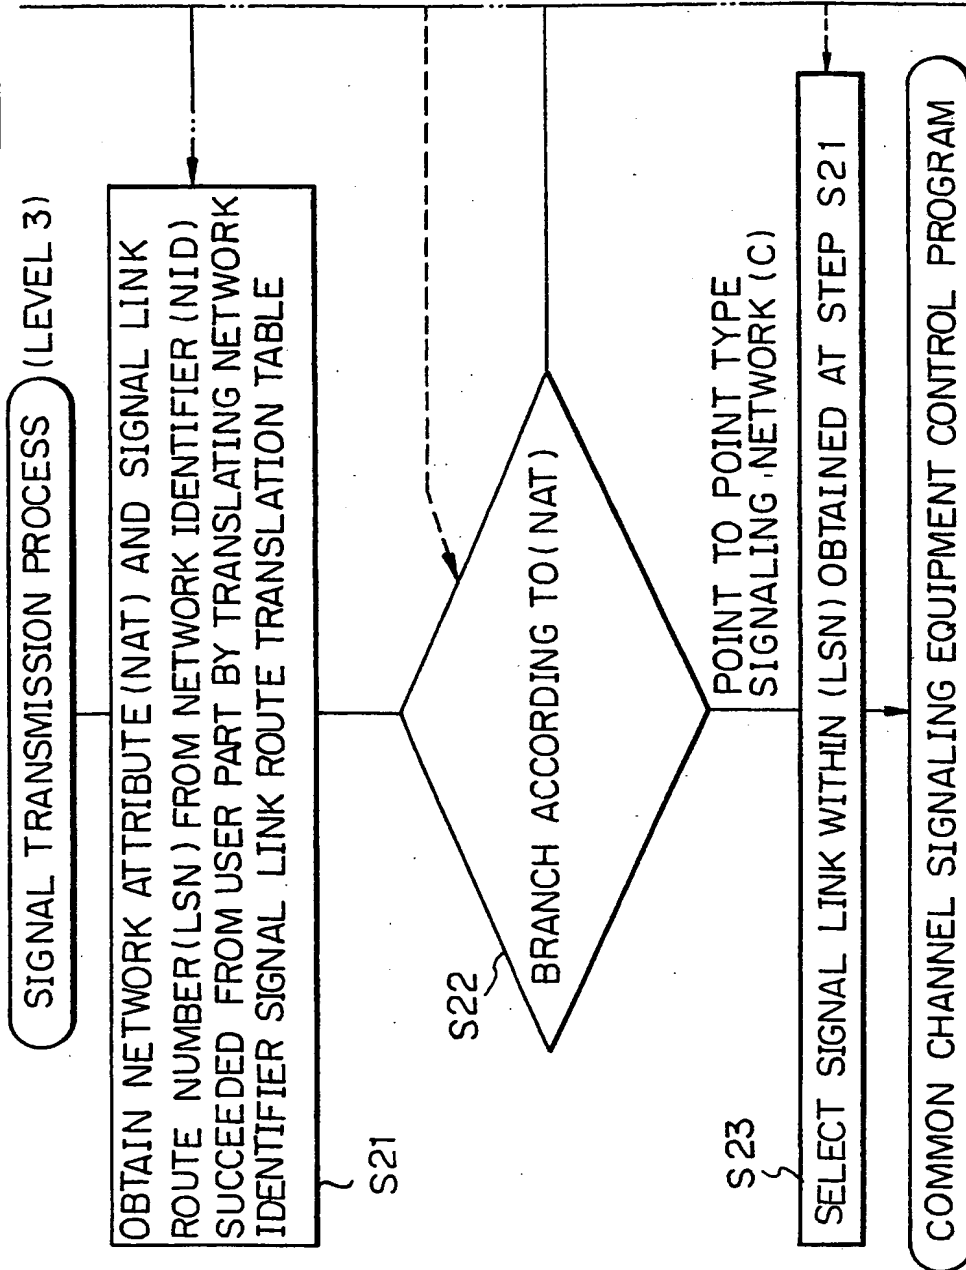 SIGNAL TRANSMISSION PROCESS (LEVEL 3)
OBTAIN NETWORK ATTRIBUTE (NAT) AND SIGNAL LINK
ROUTE NUMBER (LSN) FROM NETWORK IDENTIFIER (NID)
SUCCEEDED FROM USER PART BY TRANSLATING NETWORK
IDENTIFIER SIGNAL LINK ROUTE TRANSLATION TABLE
S21
S22
BRANCH ACCORDING TO (NAT)
POINT TO POINT TYPE
SIGNALING NETWORK (C)
S23
SELECT SIGNAL LINK WITHIN (LSN) OBTAINED AT STEP S21
COMMON CHANNEL SIGNALING EQUIPMENT CONTROL PROGRAM